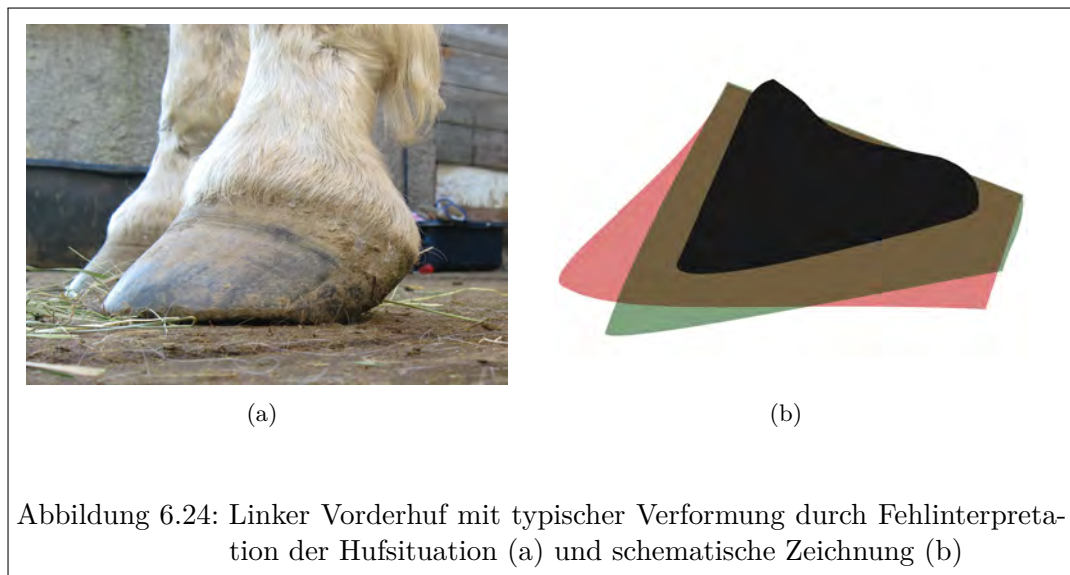 (a)
(b)
Abbildung 6.24: Linker Vorderhuf mit typischer Verformung durch Fehlinterpreta-
tion der Hufsituation (a) und schematische Zeichnung (b)